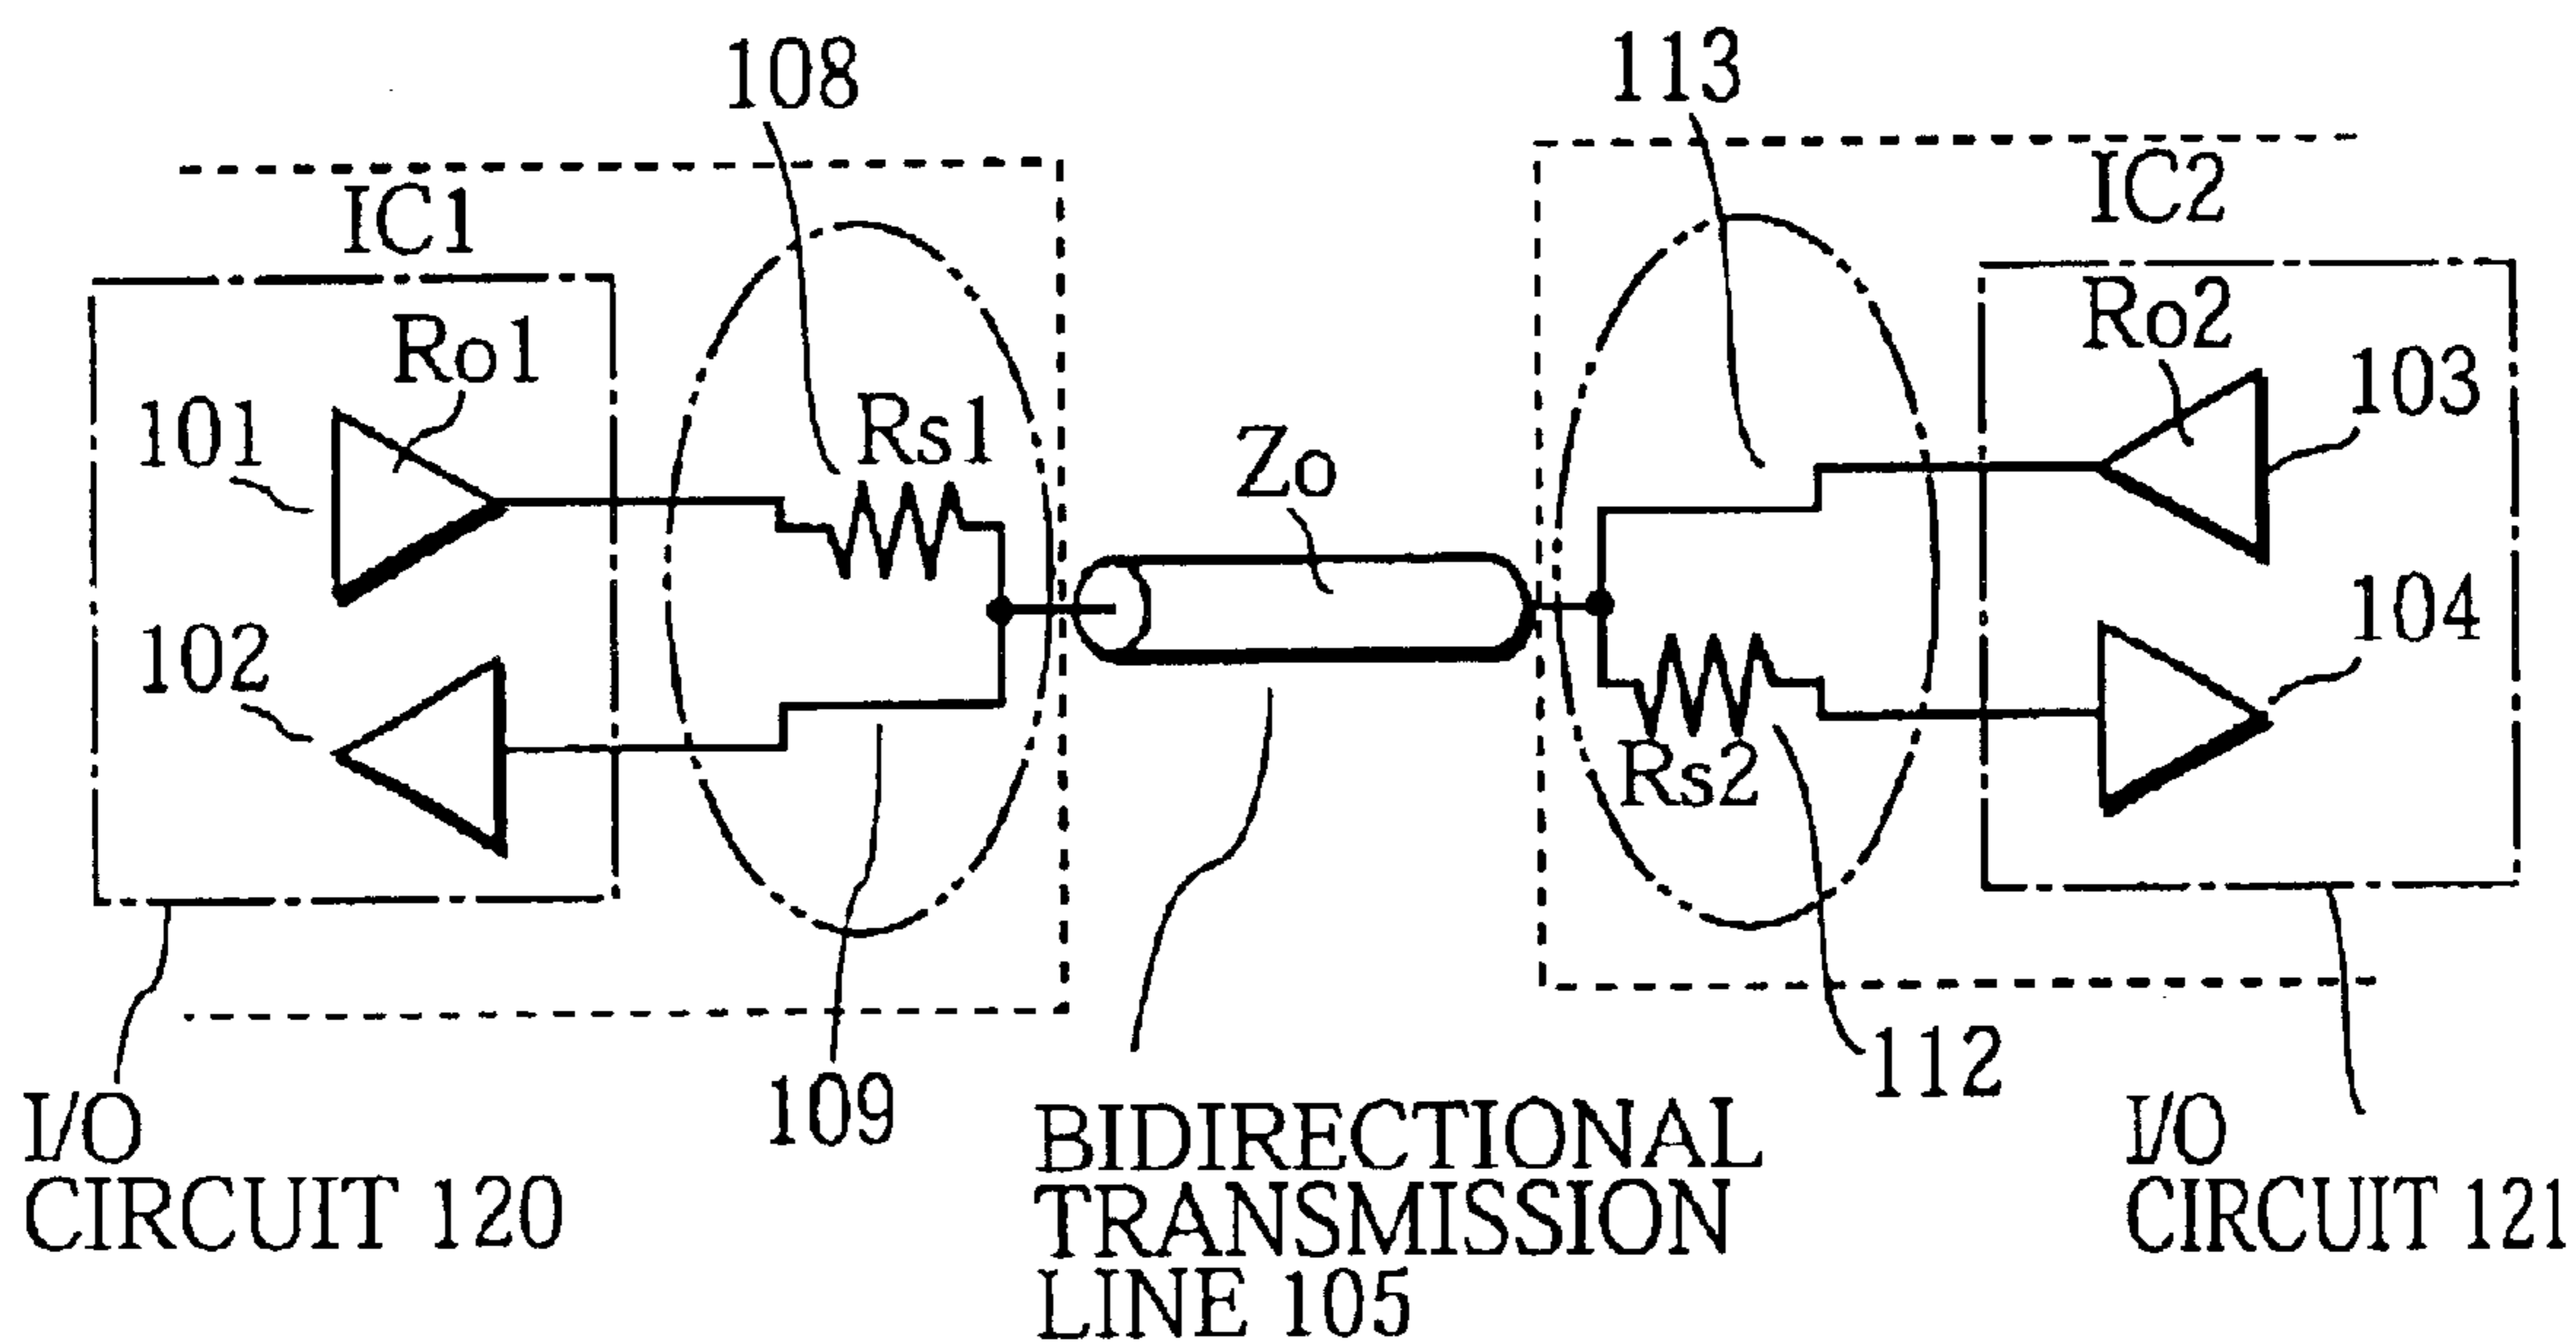 108
113
IC1
IC2
Ro1
Ro2
101
103
Rs1
Zo
102
104
Rs2
109
112
I/O
CIRCUIT 120
BIDIRECTIONAL
TRANSMISSION
LINE 105
I/O
CIRCUIT 121